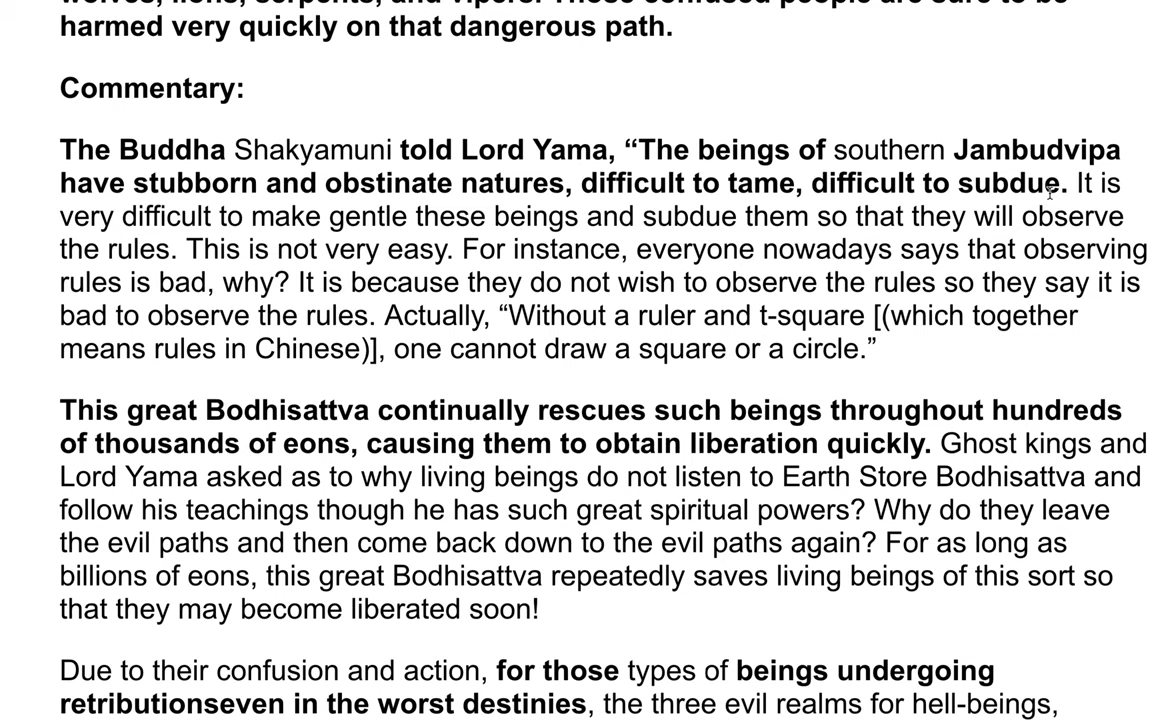 harmed very quickly on that dangerous path.
Commentary:
The Buddha Shakyamuni told Lord Yama, “The beings of southern Jambudvipa
have stubborn and obstinate natures, difficult to tame, difficult to subdue. It is
very difficult to make gentle these beings and subdue them so that they will observe
the rules. This is not very easy. For instance, everyone nowadays says that observing
rules is bad, why? It is because they do not wish to observe the rules so they say it is
bad to observe the rules. Actually, “Without a ruler and t-square [(which together
means rules in Chinese)], one cannot draw a square or a circle.”
This great Bodhisattva continually rescues such beings throughout hundreds
of thousands of eons, causing them to obtain liberation quickly. Ghost kings and
Lord Yama asked as to why living beings do not listen to Earth Store Bodhisattva and
follow his teachings though he has such great spiritual powers? Why do they leave
the evil paths and then come back down to the evil paths again? For as long as
billions of eons, this great Bodhisattva repeatedly saves living beings of this sort so
that they may become liberated soon!
Due to their confusion and action, for those types of beings undergoing
retributionseven in the worst destinies, the three evil realms for hell-beings,